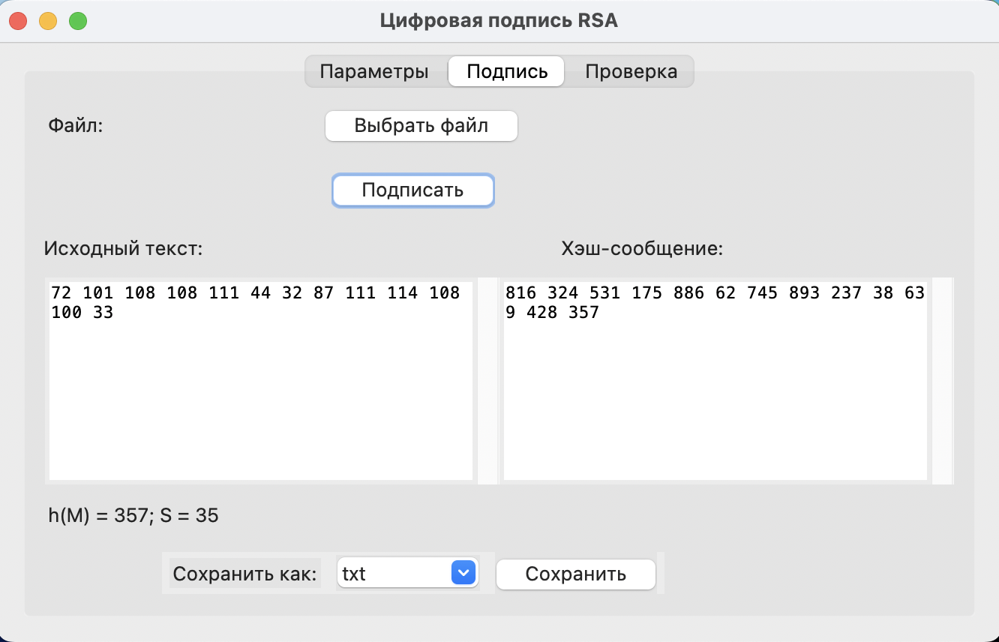 Цифровая подпись RSA
Параметры Подпись Проверка
Файл: Выбрать файл
Подписать
Исходный текст: Хэш-сообщение:
72 101 108 108 111 44 32 87 111 114 108
100 33
816 324 531 175 886 62 745 893 237 38 63
9 428 357
h(M) = 357; S = 35
Сохранить как: txt Сохранить